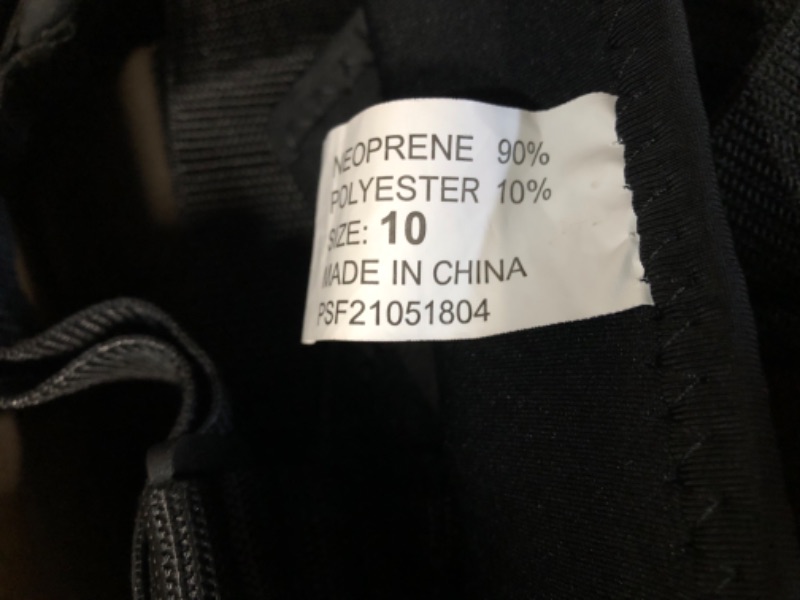 NEOPRENE 90%
POLYESTER 10%
SIZE: 10
MADE IN CHINA
PSF21051804